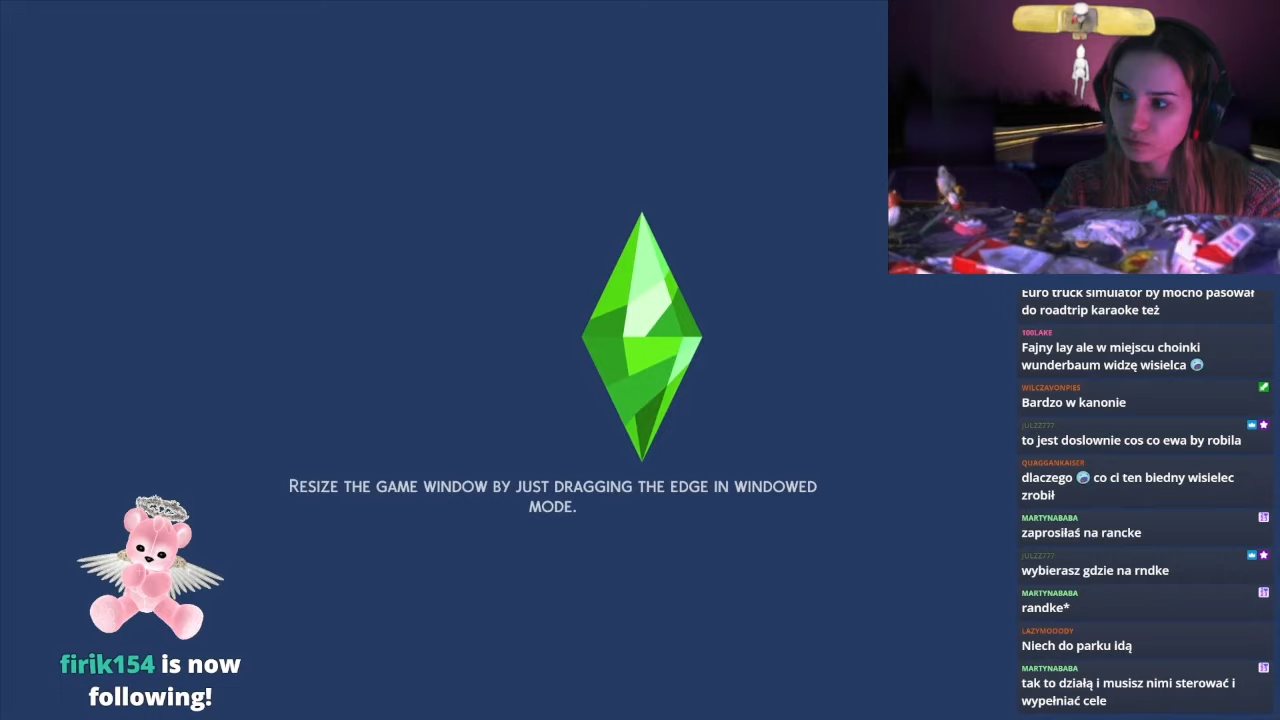 Euro truck simulator by mocno pasował
do roadtrip karaoke też
100LAKE
Fajny lay ale w miejscu choinki
wunderbaum widzę wisielca
WILCZAVONPIES
Bardzo w kanonie
JULZZ777
to jest doslownie cos co ewa by robila
QUAGGANKAISER
dlaczego co ci ten biedny wisielec
zrobił
MARTYNABABA
zaprosiłaś na rancke
JULZZ777
wybierasz gdzie na rndke
MARTYNABABA
randke*
LAZYMOOODY
Niech do parku idą
MARTYNABABA
tak to działą i musisz nimi sterować i
wypełniać cele
RESIZE THE GAME WINDOW BY JUST DRAGGING THE EDGE IN WINDOWED
MODE.
firik154 is now
following!